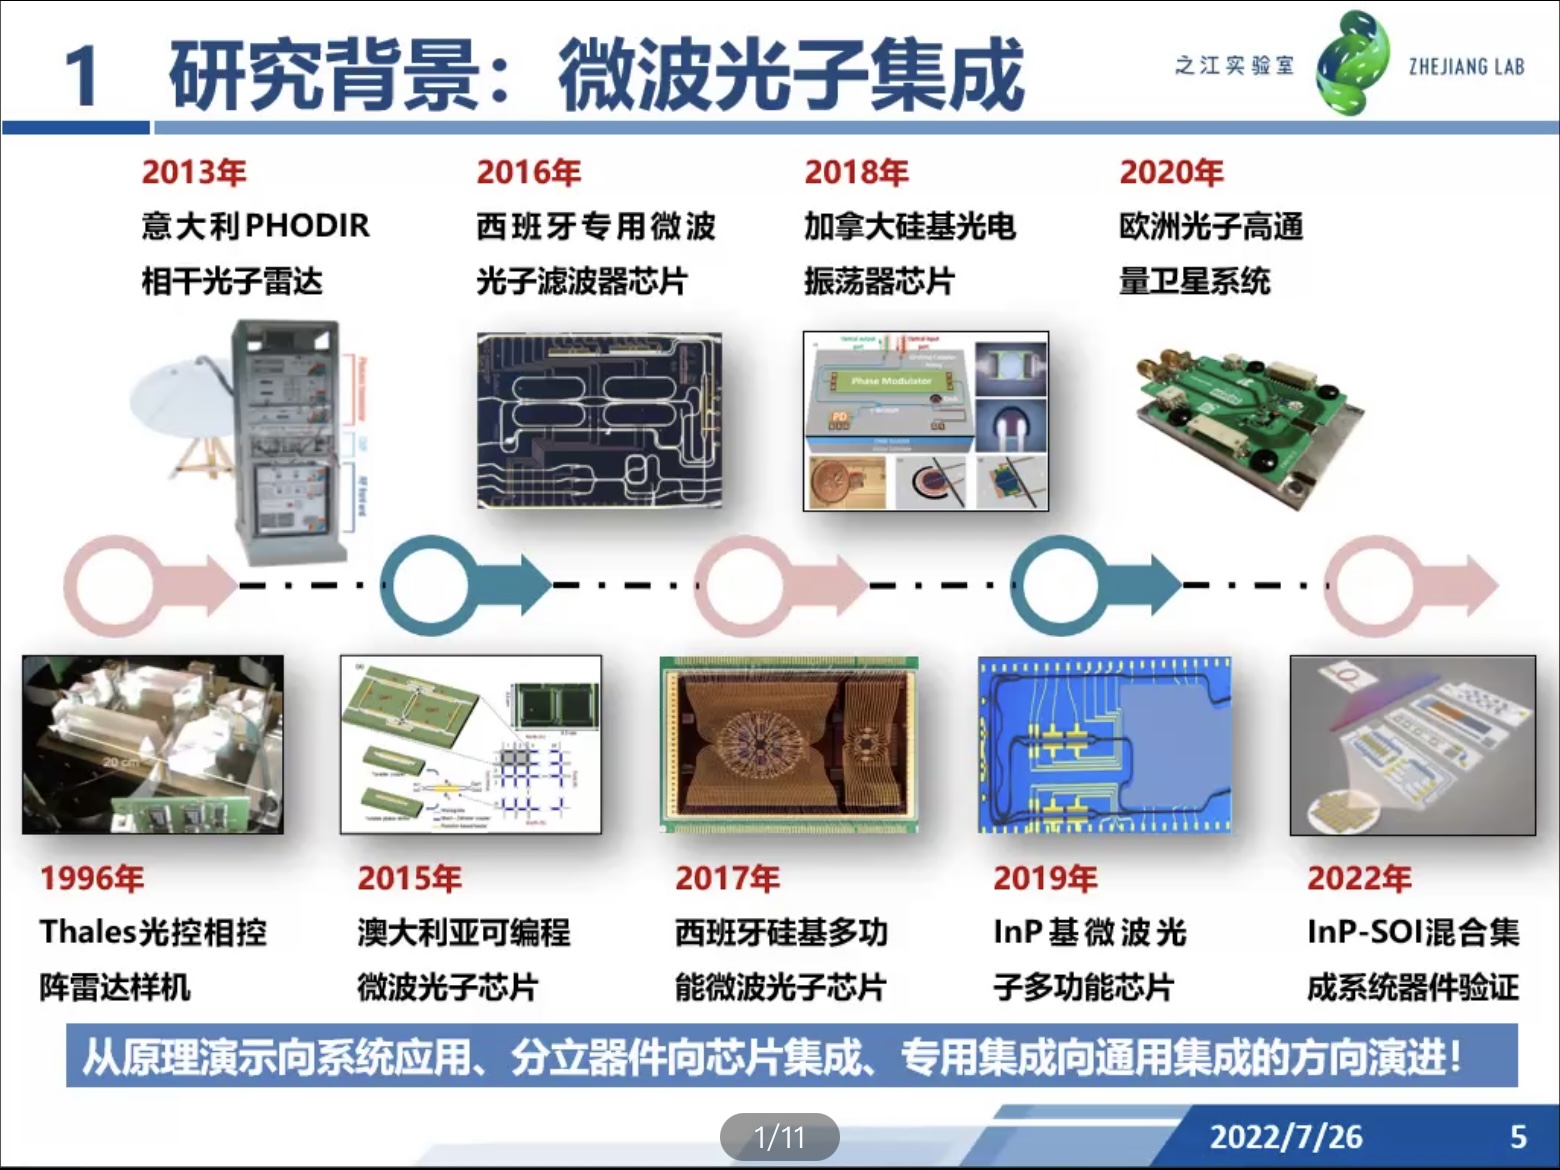 1 研究背景：微波光子集成
之江实验室
ZHEJIANG LAB
2013年
意大利PHODIR
相干光子雷达
2016年
西班牙专用微波
光子滤波器芯片
2018年
加拿大硅基光电
振荡器芯片
2020年
欧洲光子高通
量卫星系统
Optical output
port
Optical input
port
Phase Modulator
PD
20 cm
1996年
Thales光控相控
阵雷达样机
2015年
澳大利亚可编程
微波光子芯片
2017年
西班牙硅基多功
能微波光子芯片
2019年
InP基微波光
子多功能芯片
2022年
InP-SOI混合集
成系统器件验证
从原理演示向系统应用、分立器件向芯片集成、专用集成向通用集成的方向演进！
1/11
2022/7/26
5